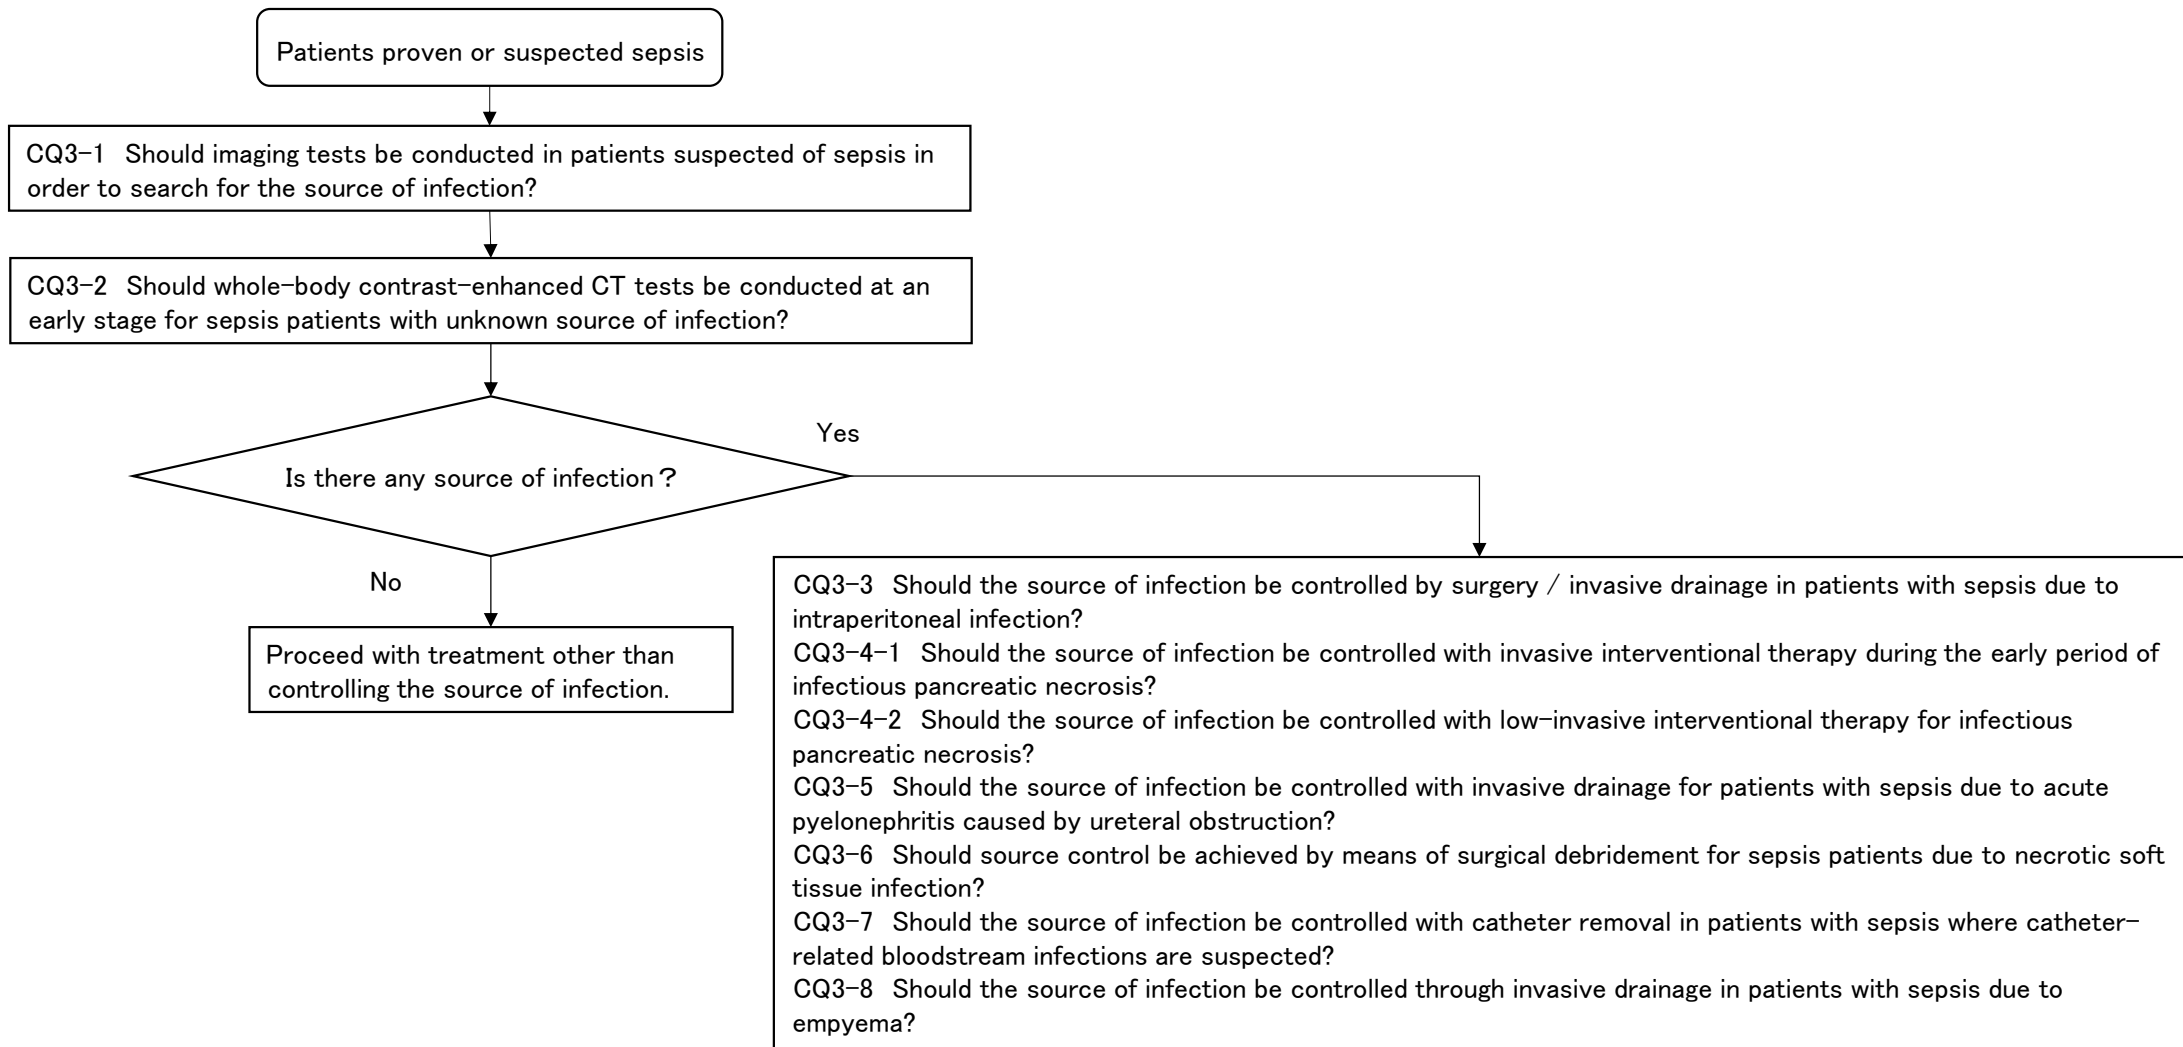 Patients proven or suspected sepsis
CQ3-1 Should imaging tests be conducted in patients suspected of sepsis in
order to search for the source of infection?
CQ3-2 Should whole-body contrast-enhanced CT tests be conducted at an
early stage for sepsis patients with unknown source of infection?
Is there any source of infection？
Yes
No
Proceed with treatment other than
controlling the source of infection.
CQ3-3 Should the source of infection be controlled by surgery / invasive drainage in patients with sepsis due to
intraperitoneal infection?
CQ3-4-1 Should the source of infection be controlled with invasive interventional therapy during the early period of
infectious pancreatic necrosis?
CQ3-4-2 Should the source of infection be controlled with low-invasive interventional therapy for infectious
pancreatic necrosis?
CQ3-5 Should the source of infection be controlled with invasive drainage for patients with sepsis due to acute
pyelonephritis caused by ureteral obstruction?
CQ3-6 Should source control be achieved by means of surgical debridement for sepsis patients due to necrotic soft
tissue infection?
CQ3-7 Should the source of infection be controlled with catheter removal in patients with sepsis where catheter-
related bloodstream infections are suspected?
CQ3-8 Should the source of infection be controlled through invasive drainage in patients with sepsis due to
empyema?